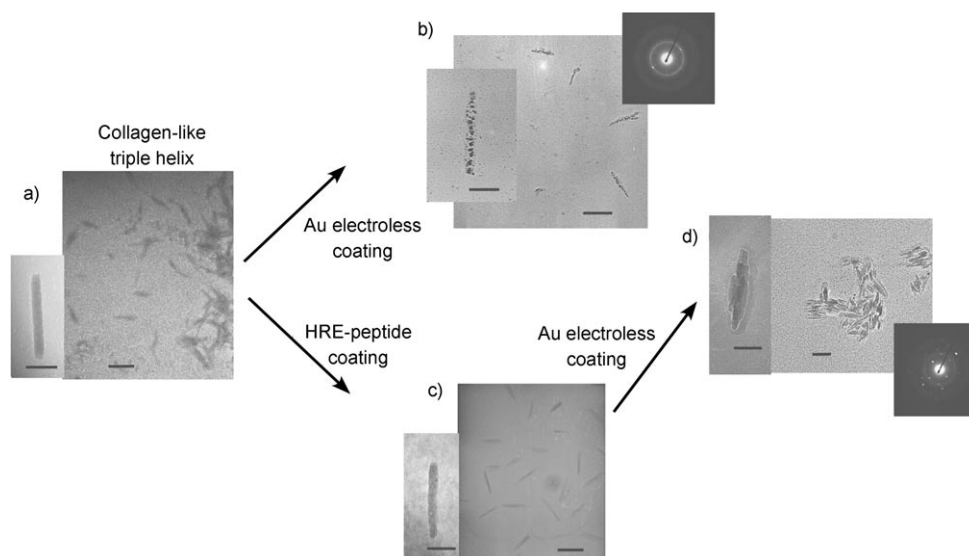 b)
Collagen-like
triple helix
a)
Au electroless
coating
d)
HRE-peptide
coating
Au electroless
coating
c)